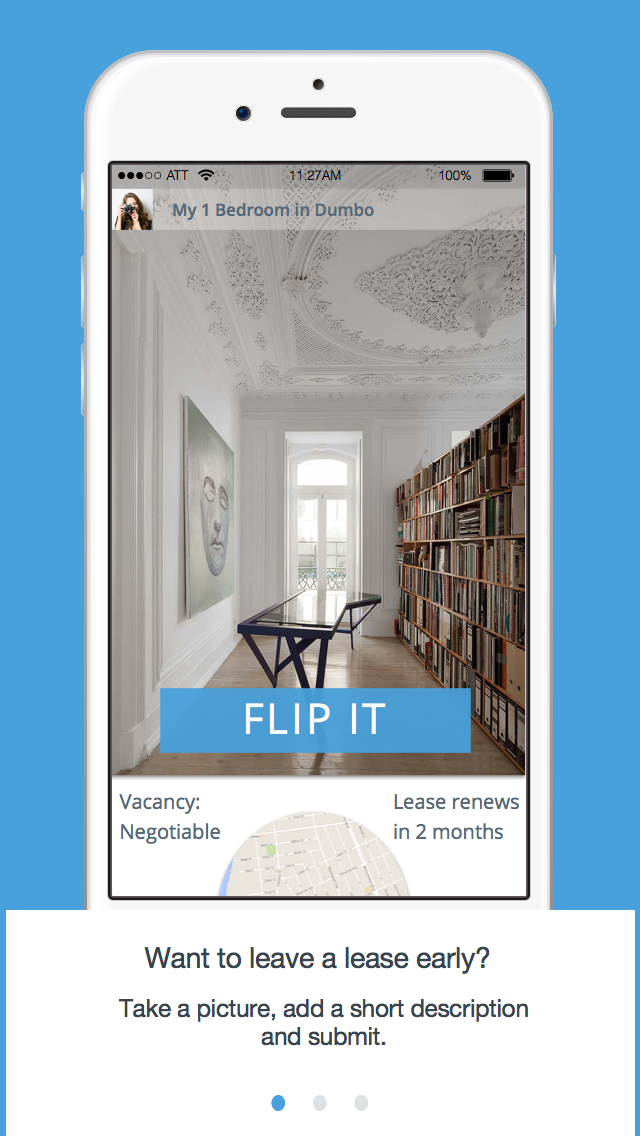 ATT 11:27AM 100%
My 1 Bedroom in Dumbo
FLIP IT
Vacancy:
Negotiable
Lease renews
in 2 months
Want to leave a lease early?
Take a picture, add a short description
and submit.